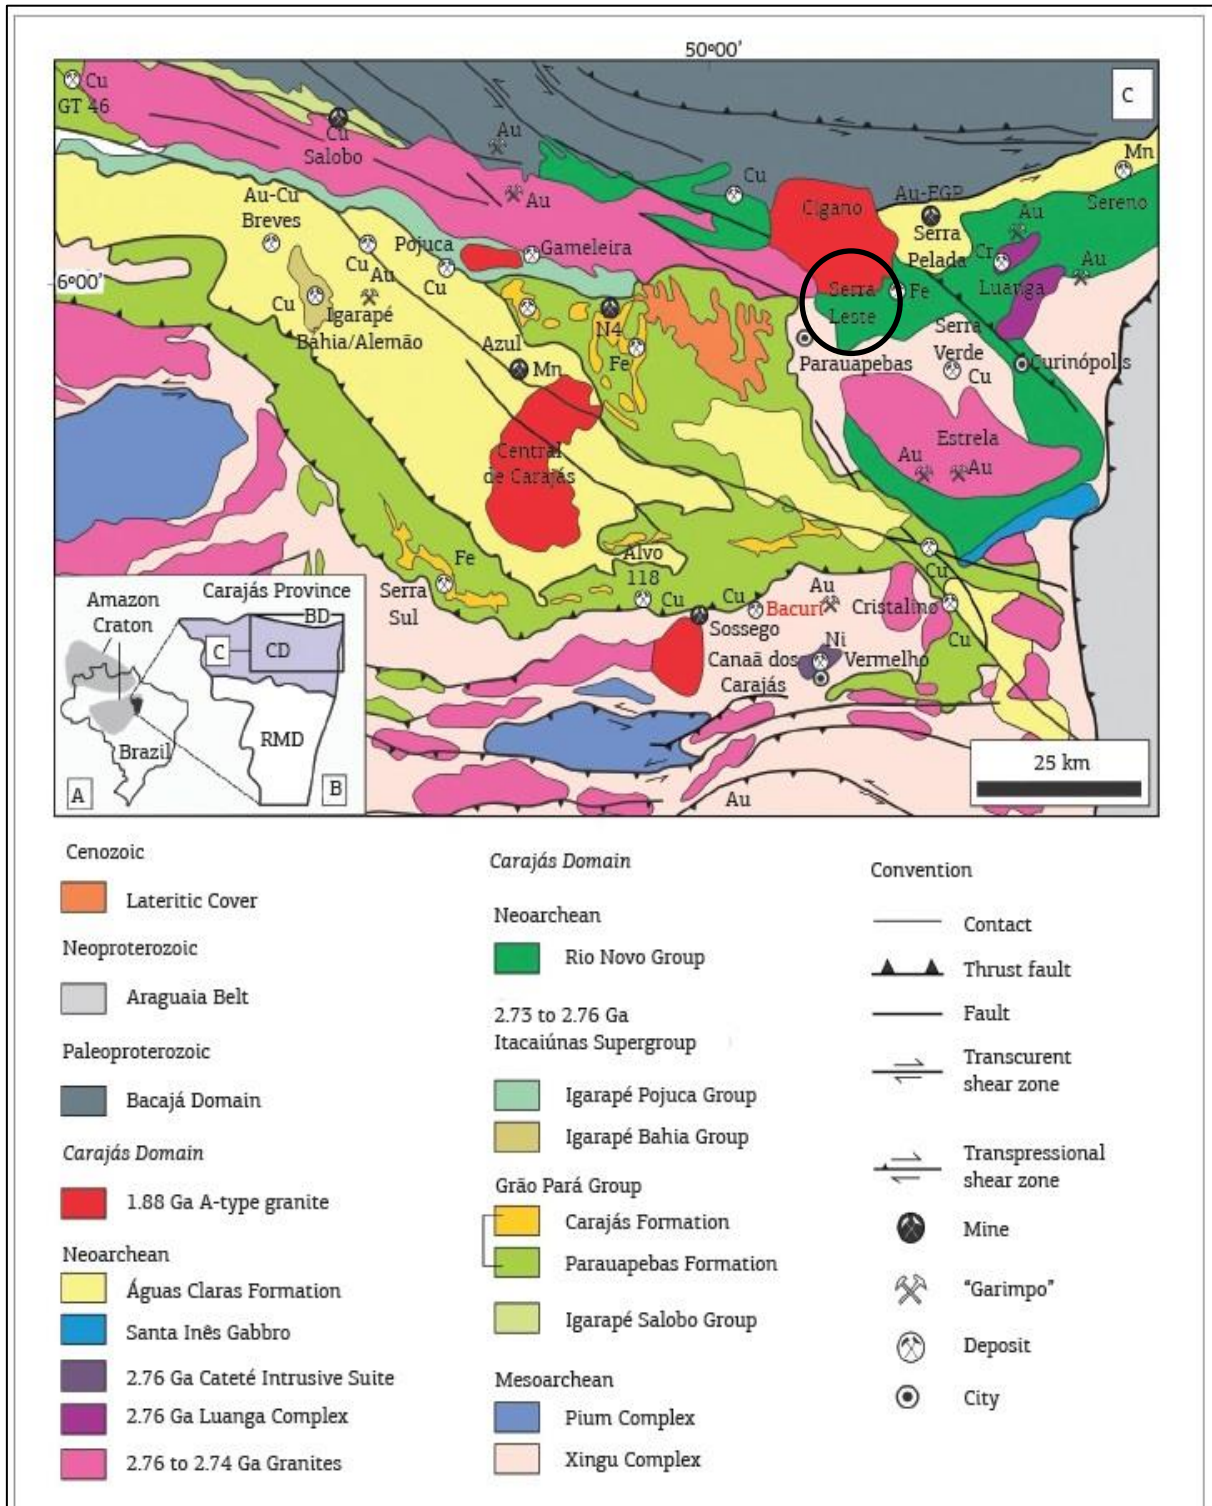 50º00'
C
Cu
GT 46
Cu
Salobo
Au
Au
Cu
Cigano
Au-EGP
Serra
Pelada
Mn
Sereno
Au
Cr
Luanga
Au
Au-Cu
Breves
Cu
Pojuca
Cu
Gameleira
6º00'
Cu
Au
Igarapé
Bahia/Alemão
Azul
Mn
N4
Fe
Serra
Leste
Fe
Parauapebas
Serra
Verde
Cu
Curinópolis
Estrela
Au
Au
Central
de Carajás
Fe
Serra
Sul
Alvo
118
Cu
Sossego
Cu
Bacuri
Au
Cristalino
Cu
Cu
Ni
Vermelho
Canaã dos
Carajás
Au
25 km
Amazon
Craton
Brazil
A
Carajás Province
BD
C
CD
RMD
B
Cenozoic
Lateritic Cover
Neoproterozoic
Araguaia Belt
Paleoproterozoic
Bacajá Domain
Carajás Domain
1.88 Ga A-type granite
Neoarchean
Águas Claras Formation
Santa Inês Gabbro
2.76 Ga Cateté Intrusive Suite
2.76 Ga Luanga Complex
2.76 to 2.74 Ga Granites
Carajás Domain
Neoarchean
Rio Novo Group
2.73 to 2.76 Ga
Itacaiúnas Supergroup
Igarapé Pojuca Group
Igarapé Bahia Group
Grão Pará Group
Carajás Formation
Parauapebas Formation
Igarapé Salobo Group
Mesoarchean
Pium Complex
Xingu Complex
Convention
Contact
Thrust fault
Fault
Transcurent
shear zone
Transpressional
shear zone
Mine
“Garimpo”
Deposit
City